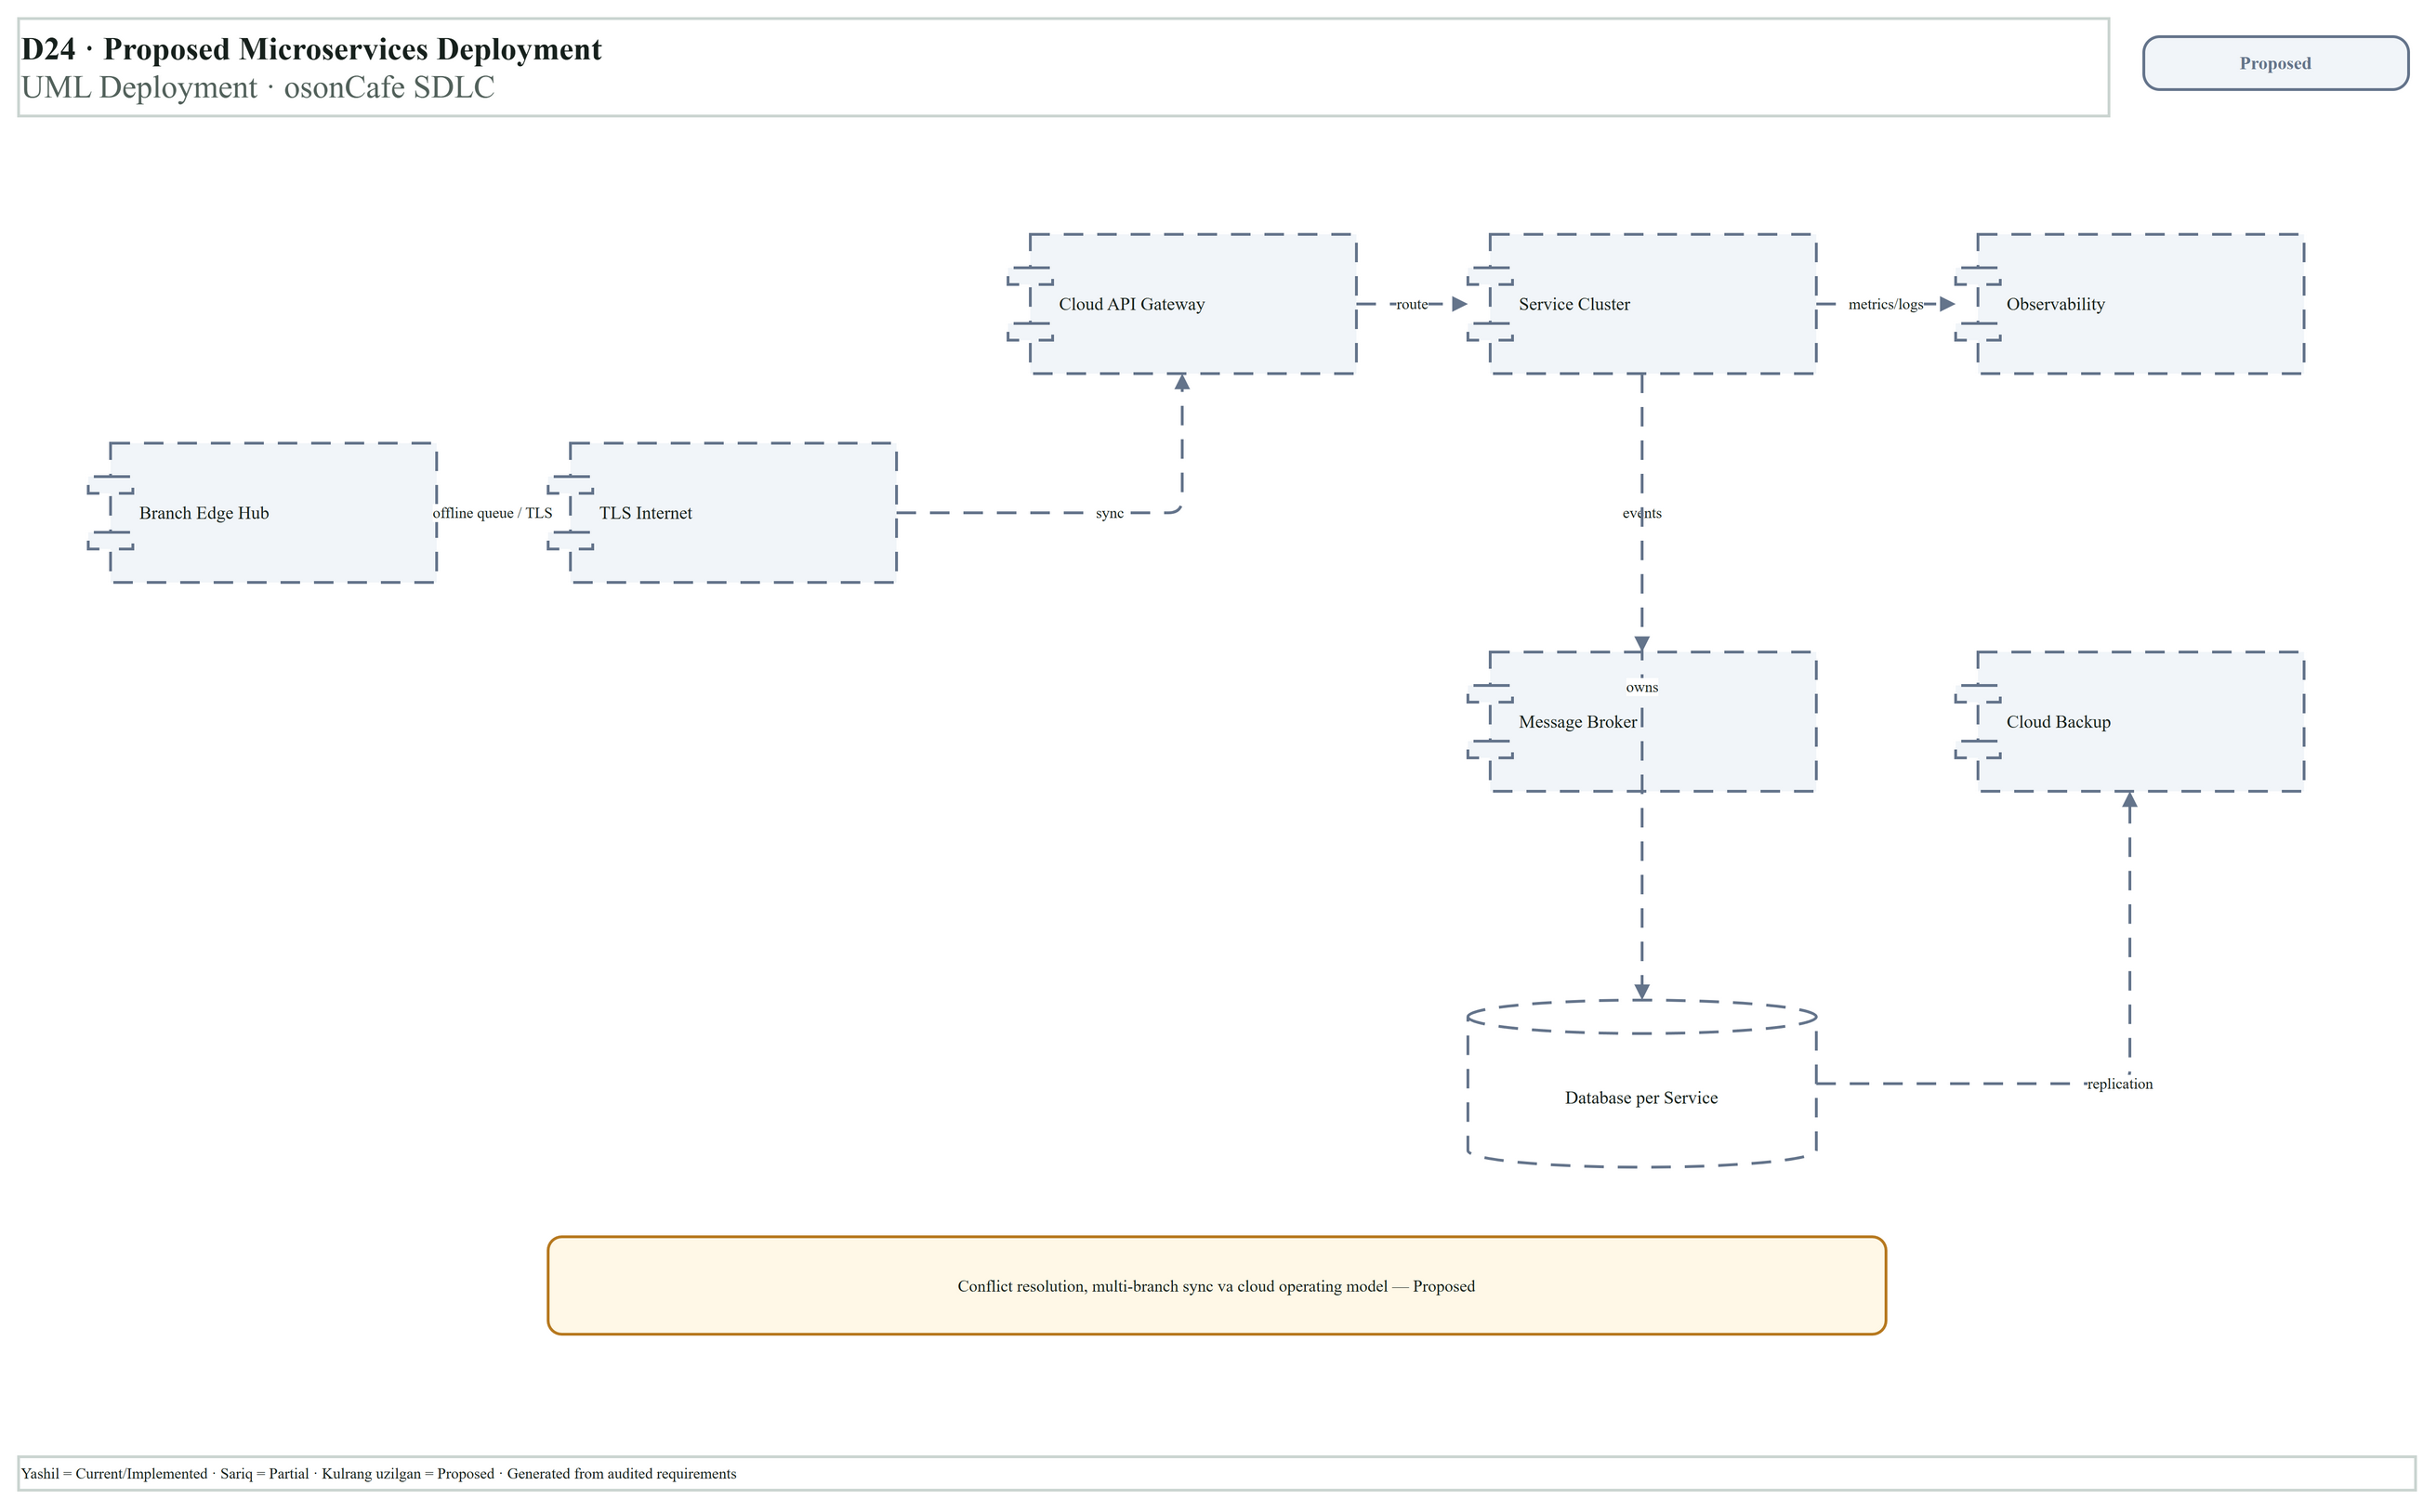 D24 · Proposed Microservices Deployment
UML Deployment · osonCafe SDLC
Proposed
Cloud API Gateway
route
Service Cluster
metrics/logs
Observability
Branch Edge Hub
offline queue / TLS
TLS Internet
sync
events
owns
Message Broker
Cloud Backup
replication
Database per Service
Conflict resolution, multi-branch sync va cloud operating model — Proposed
Yashil = Current/Implemented · Sariq = Partial · Kulrang uzilgan = Proposed · Generated from audited requirements